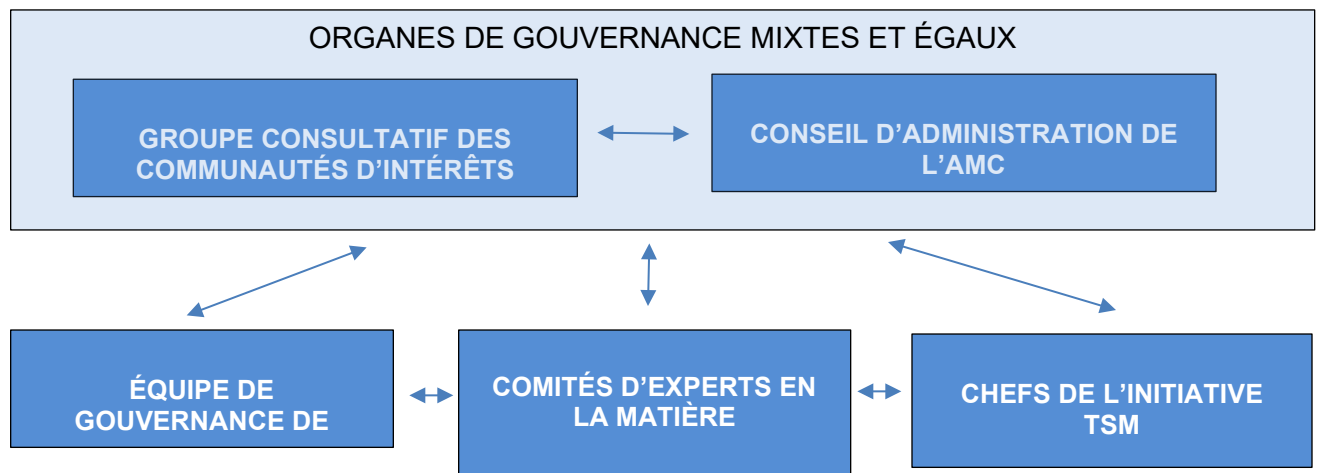 ORGANES DE GOUVERNANCE MIXTES ET ÉGAUX
GROUPE CONSULTATIF DES
COMMUNAUTÉS D’INTÉRÊTS
CONSEIL D’ADMINISTRATION DE
L’AMC
ÉQUIPE DE
GOUVERNANCE DE
COMITÉS D’EXPERTS EN
LA MATIÈRE
CHEFS DE L’INITIATIVE
TSM